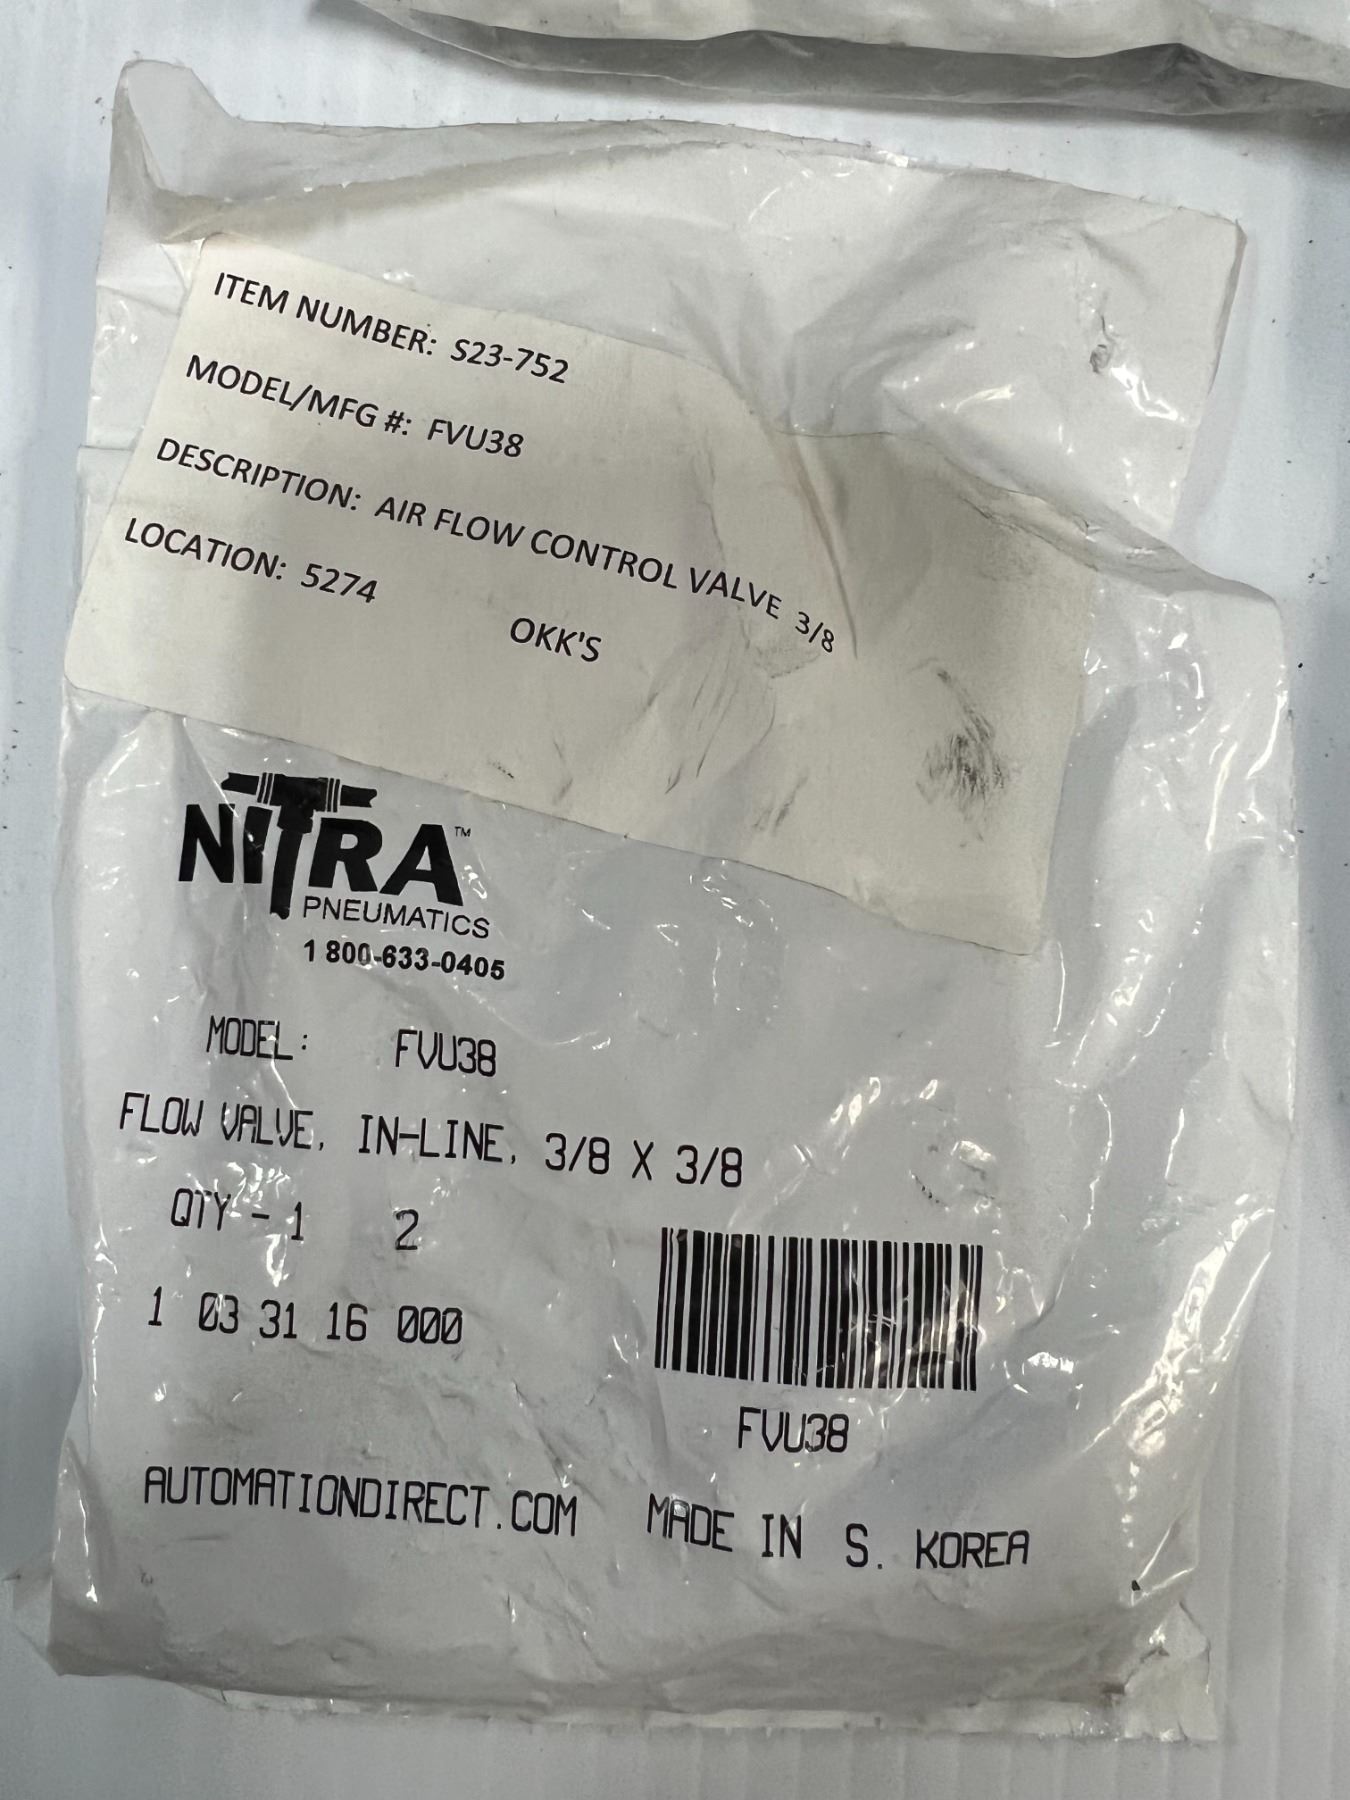 ITEM NUMBER: S23-752
MODEL/MFG #: FVU38
DESCRIPTION: AIR FLOW CONTROL VALVE 3/8
LOCATION: 5274
OKK'S
NITRA™
PNEUMATICS
1 800-633-0405
MODEL: FVU38
FLOW VALVE, IN-LINE, 3/8 X 3/8
QTY - 1 2
1 03 31 16 000
FVU38
AUTOMATIONDIRECT.COM MADE IN S. KOREA